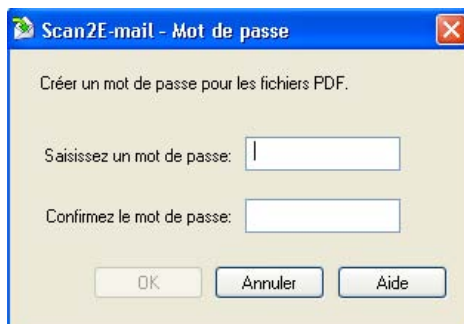 Scan2E-mail - Mot de passe
Créer un mot de passe pour les fichiers PDF.
Saisissez un mot de passe:
Confirmez le mot de passe:
OK Annuler Aide